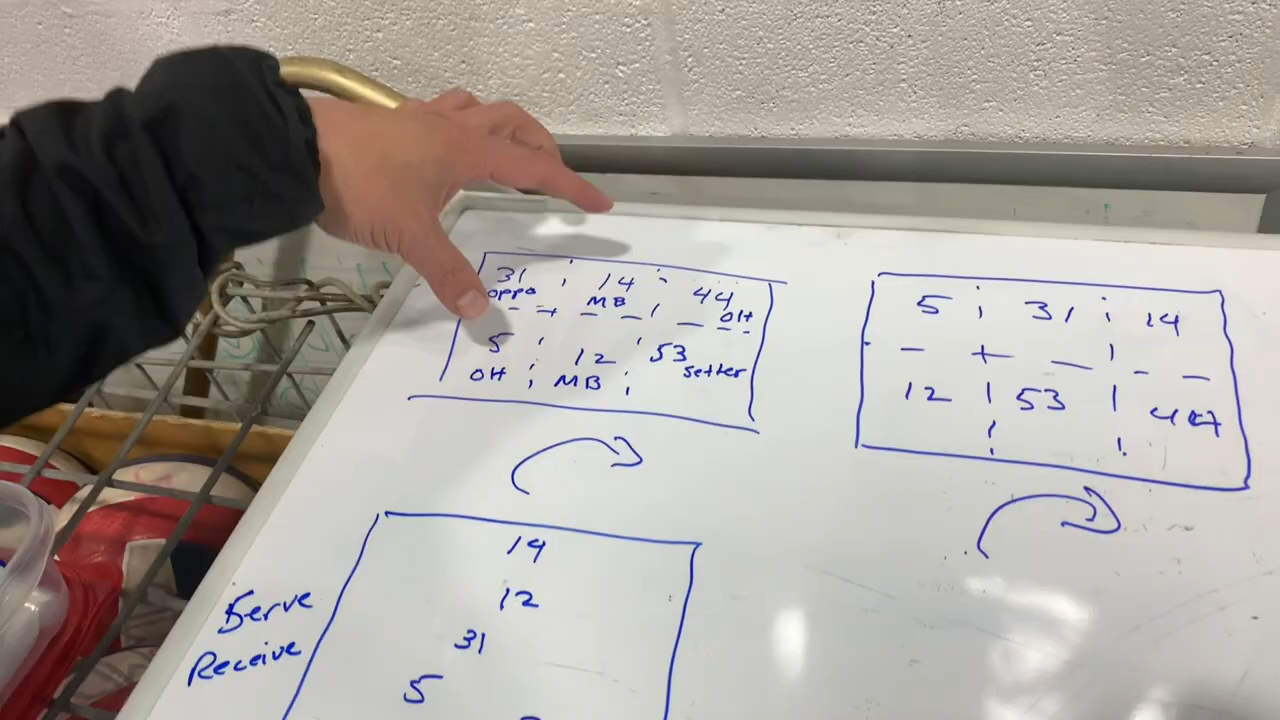 31 14 44
oppo MB OH
5 12 53
OH MB Setter
5 31 14
12 53 44
14
Serve 12
Receive 31
5